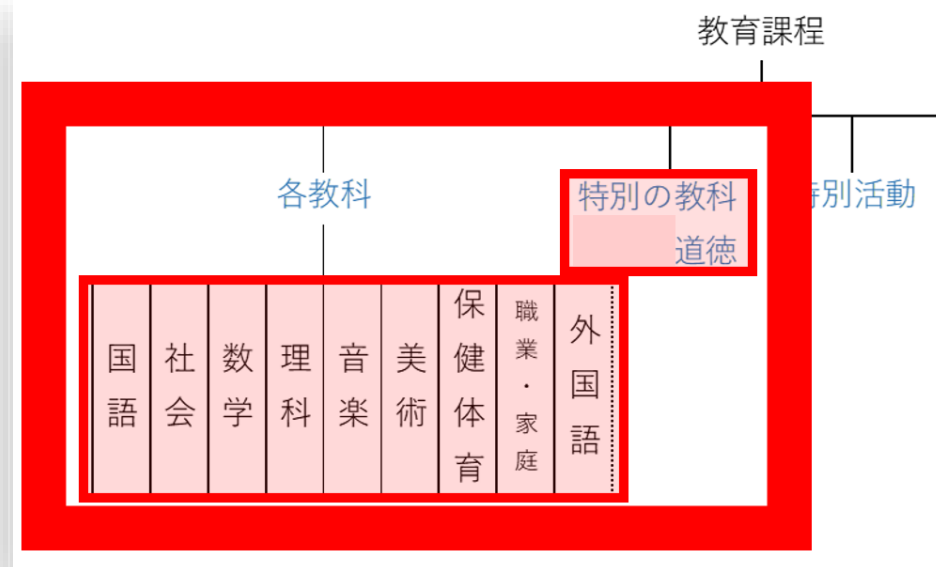 教育課程
各教科
特別の教科
道徳
別活動
国語
社会
数学
理科
音楽
美術
保健体育
職業・家庭
外国語